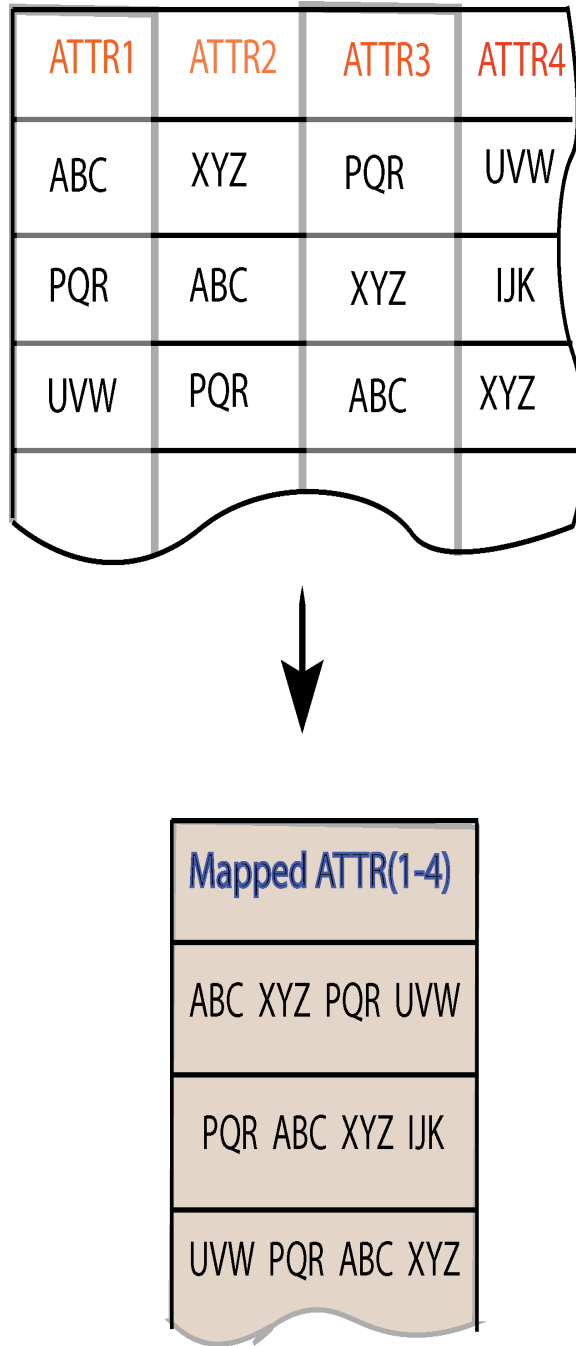 ATTR1 ATTR2 ATTR3 ATTR4
ABC XYZ PQR UVW
PQR ABC XYZ IJK
UVW PQR ABC XYZ
Mapped ATTR(1-4)
ABC XYZ PQR UVW
PQR ABC XYZ IJK
UVW PQR ABC XYZ